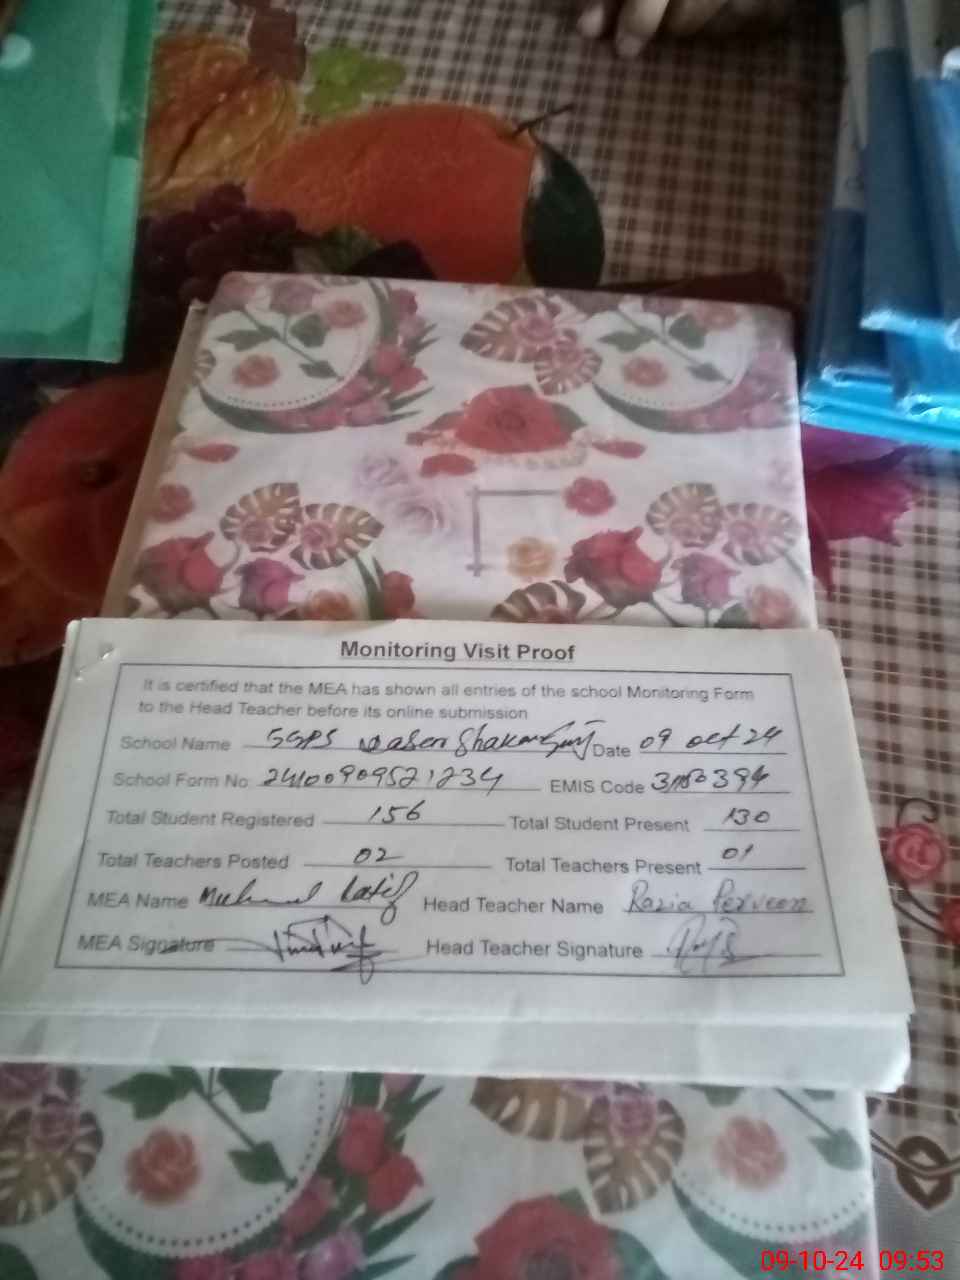 Monitoring Visit Proof
It is certified that the MEA has shown all entries of the school Monitoring Form
to the Head Teacher before its online submission
School Name GGPS Date 09 oct 24
School Form No 24100909521234 EMIS Code
Total Student Registered 156 Total Student Present 130
Total Teachers Posted 02 Total Teachers Present 01
MEA Name Head Teacher Name Razia Perveen
MEA Signature Head Teacher Signature
09-10-24 09:53